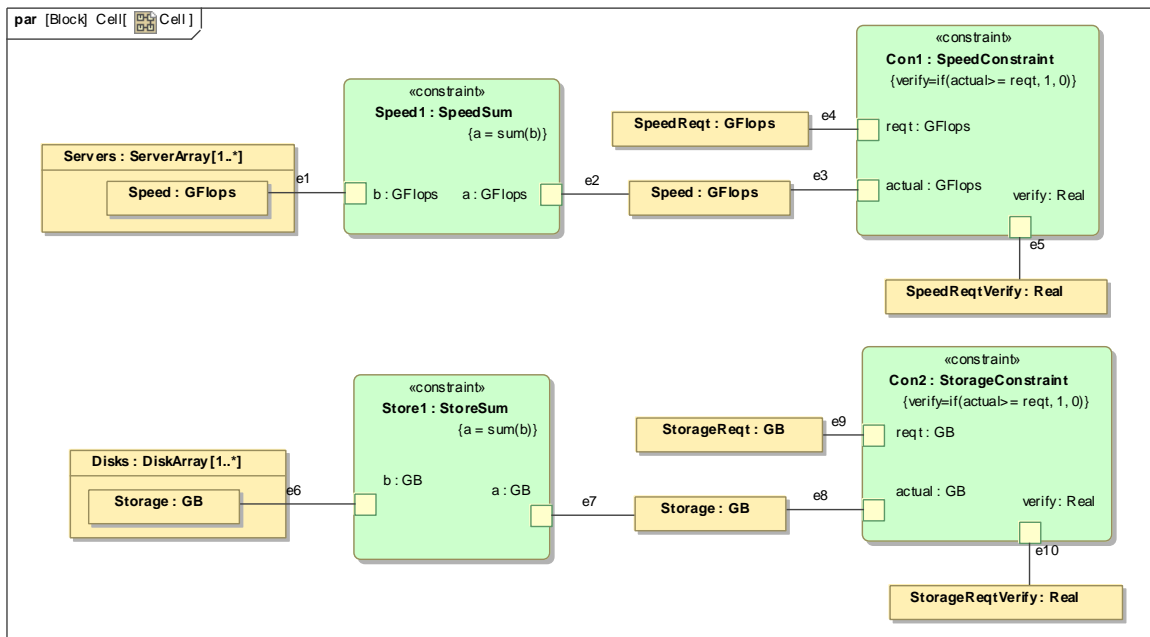 par [Block] Cell[ Cell ]
«constraint»
Speed1 : SpeedSum
{a = sum(b)}
b : GFlops
a : GFlops
Servers : ServerArray[1..*]
Speed : GFlops
e1
e2
Speed : GFlops
SpeedReqt : GFlops
e4
e3
«constraint»
Con1 : SpeedConstraint
{verify=if(actual>= reqt, 1, 0)}
reqt : GFlops
actual : GFlops
verify : Real
e5
SpeedReqtVerify : Real
«constraint»
Store1 : StoreSum
{a = sum(b)}
b : GB
a : GB
Disks : DiskArray[1..*]
Storage : GB
e6
e7
Storage : GB
StorageReqt : GB
e9
e8
«constraint»
Con2 : StorageConstraint
{verify=if(actual>= reqt, 1, 0)}
reqt : GB
actual : GB
verify : Real
e10
StorageReqtVerify : Real